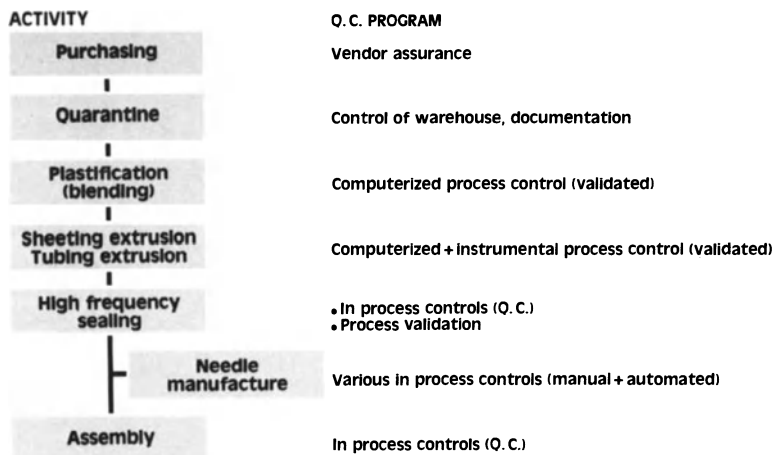 ACTIVITY
Q.C. PROGRAM
Purchasing
Vendor assurance
Quarantine
Control of warehouse, documentation
Plastification
(blending)
Computerized process control (validated)
Sheeting extrusion
Tubing extrusion
Computerized + instrumental process control (validated)
High frequency
sealing
• In process controls (Q.C.)
• Process validation
Needle
manufacture
Various in process controls (manual + automated)
Assembly
In process controls (Q.C.)